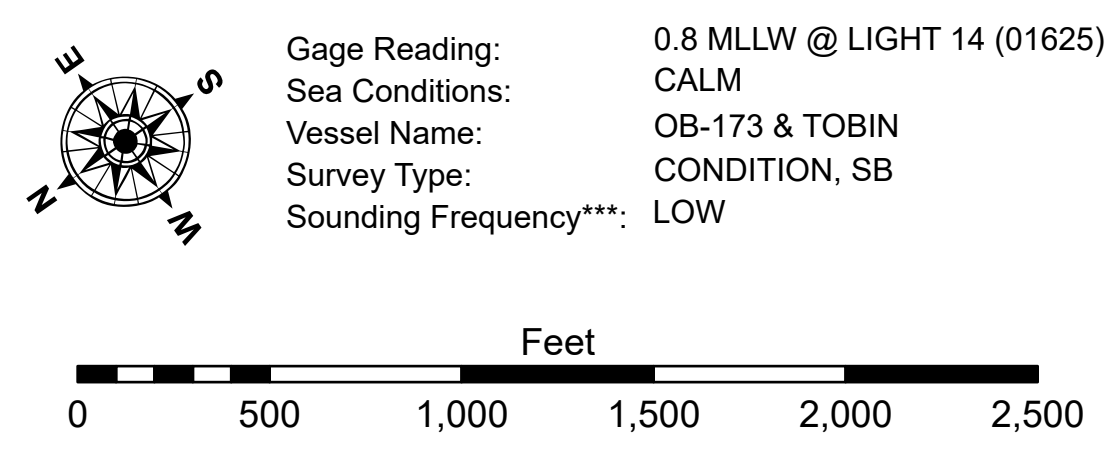 E
S
N
W
Gage Reading: 0.8 MLLW @ LIGHT 14 (01625)
Sea Conditions: CALM
Vessel Name: OB-173 & TOBIN
Survey Type: CONDITION, SB
Sounding Frequency***: LOW
Feet
0 500 1,000 1,500 2,000 2,500